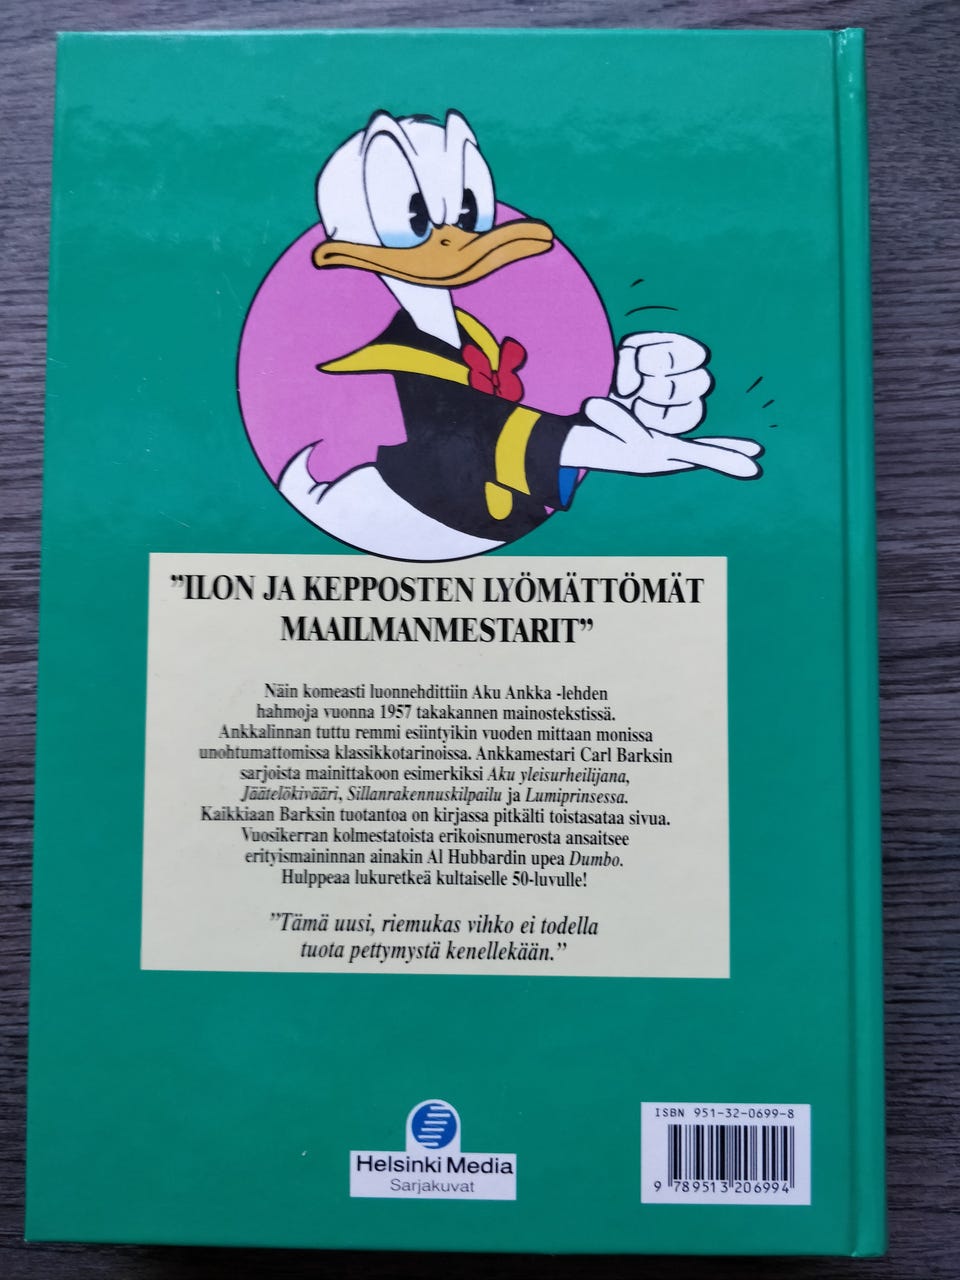 ”ILON JA KEPPOSTEN LYÖMÄTTÖMÄT
MAAILMANMESTARIT”
Näin komeasti luonnehdittiin Aku Ankka -lehden
hahmoja vuonna 1957 takakannen mainostekstissä.
Ankkalinnan tuttu remmi esiintyikin vuoden mittaan monissa
unohtumattomissa klassikkotarinoissa. Ankkamestari Carl Barksin
sarjoista mainittakoon esimerkiksi Aku yleisurheilijana,
Jäätelökivääri, Sillanrakennuskilpailu ja Lumiprinsessa.
Kaikkiaan Barksin tuotantoa on kirjassa pitkälti toistasataa sivua.
Vuosikerran kolmestatoista erikoisnumerosta ansaitsee
erityismaininnan ainakin Al Hubbardin upea Dumbo.
Hulppeaa lukuretkeä kultaiselle 50-luvulle!
”Tämä uusi, riemukas vihko ei todella
tuota pettymystä kenellekään.”
Helsinki Media
Sarjakuvat
ISBN 951-32-0699-8
9 789513 206994